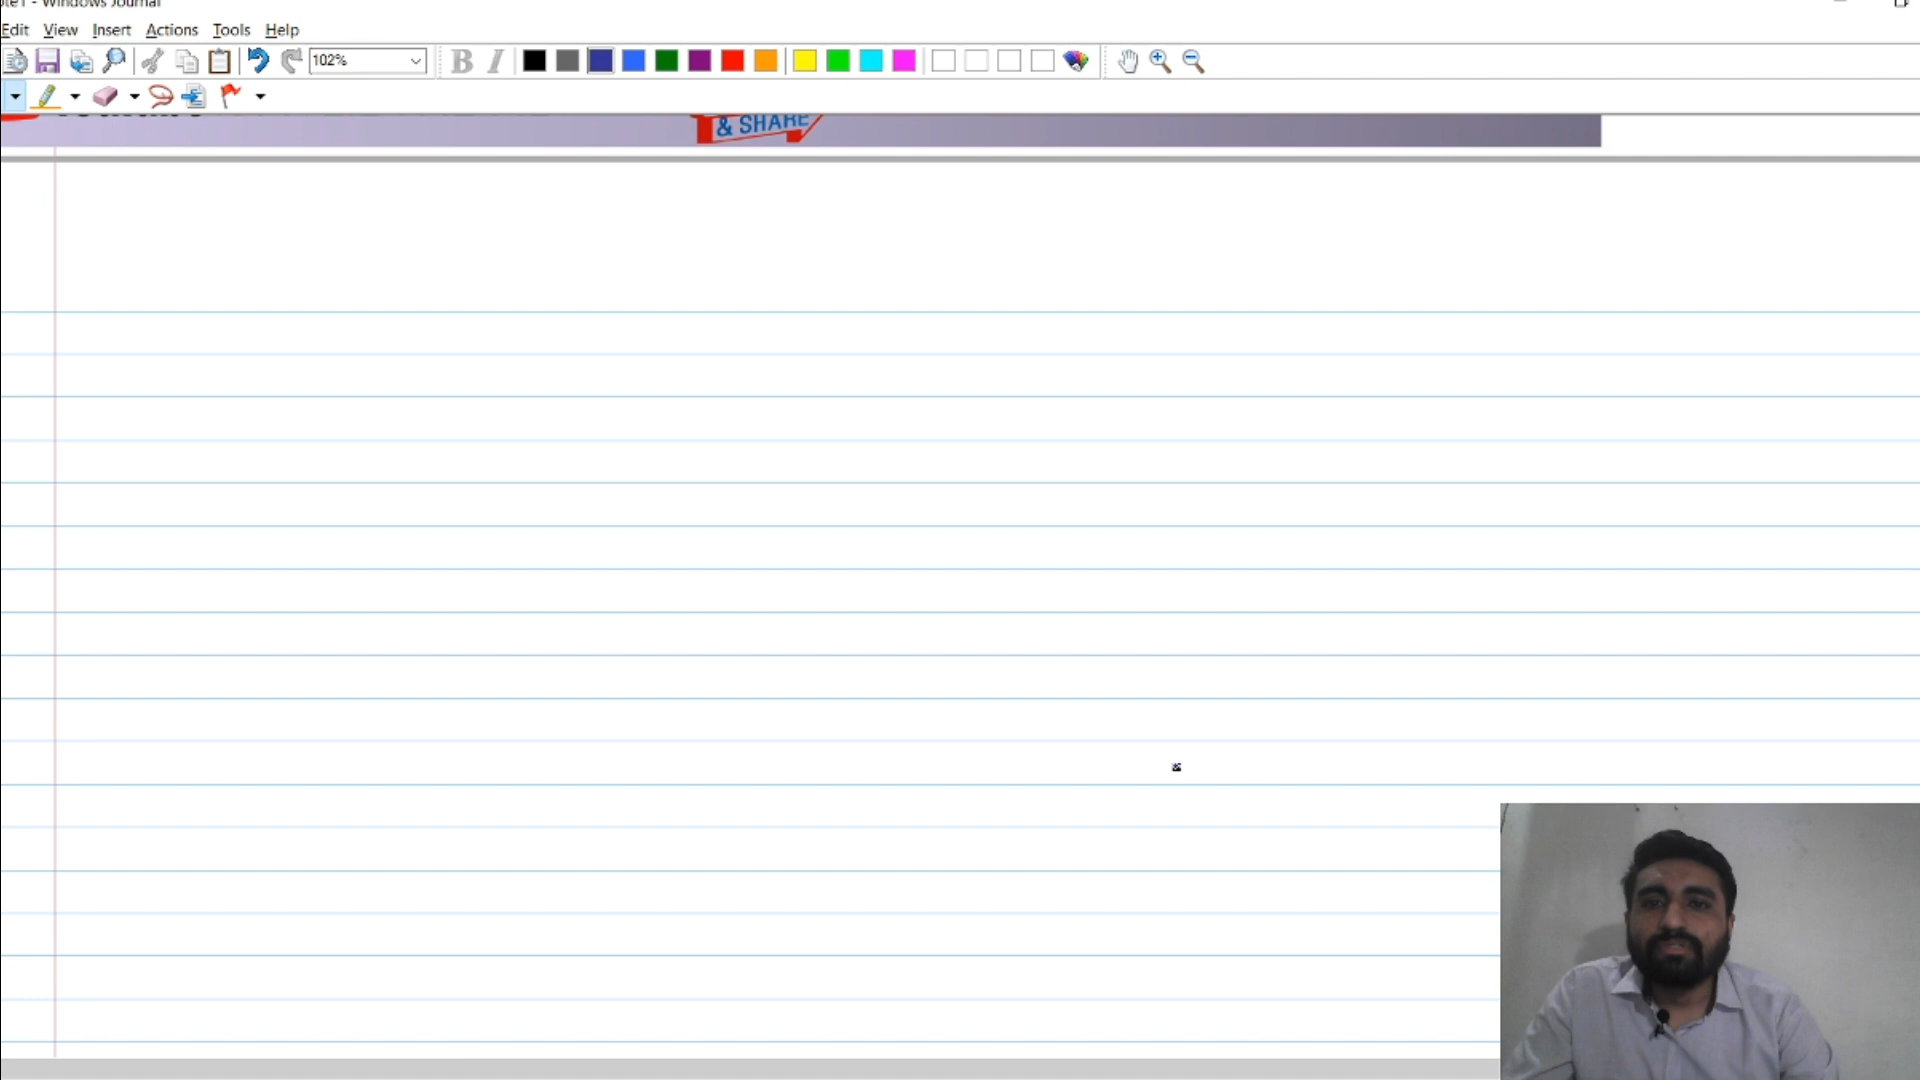 - Windows Journal
Edit View Insert Actions Tools Help
102% B I
& SHARE